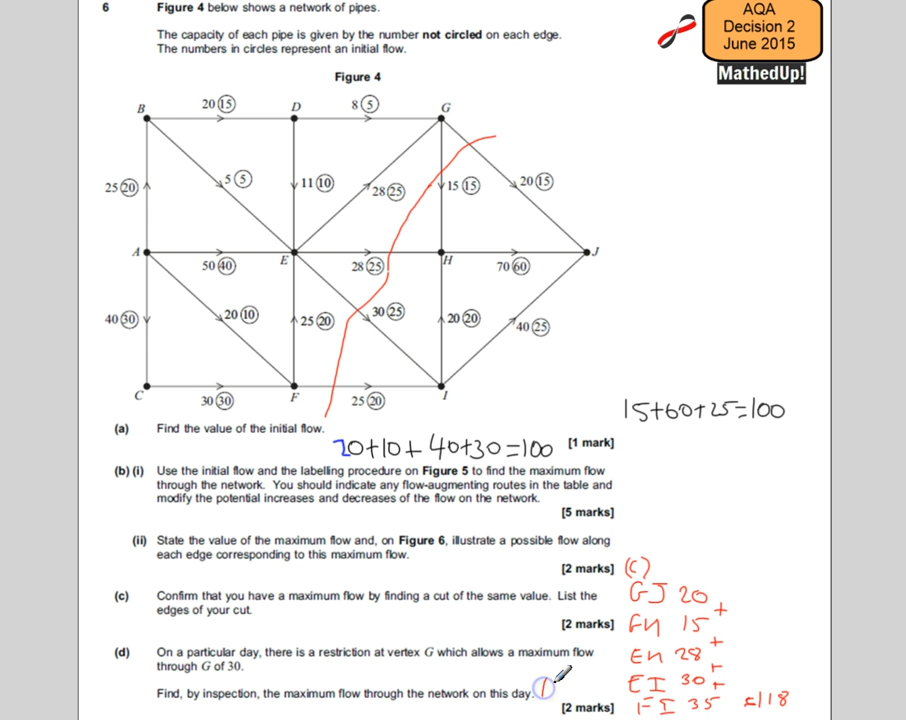 6 Figure 4 below shows a network of pipes.
The capacity of each pipe is given by the number not circled on each edge.
The numbers in circles represent an initial flow.
AQA
Decision 2
June 2015
MathedUp!
Figure 4
B 20 15 D 8 5 G
25 20 5 5 11 10 28 25 15 15 20 15
A 50 40 E 28 25 H 70 60 J
40 30 20 10 25 20 30 25 20 20 40 25
C 30 30 F 25 20 I
15+60+25=100
(a) Find the value of the initial flow.
20+10+40+30=100 [1 mark]
(b) (i) Use the initial flow and the labelling procedure on Figure 5 to find the maximum flow
through the network. You should indicate any flow-augmenting routes in the table and
modify the potential increases and decreases of the flow on the network.
[5 marks]
(ii) State the value of the maximum flow and, on Figure 6, illustrate a possible flow along
each edge corresponding to this maximum flow.
[2 marks]
(c) Confirm that you have a maximum flow by finding a cut of the same value. List the
edges of your cut.
[2 marks]
(d) On a particular day, there is a restriction at vertex G which allows a maximum flow
through G of 30.
Find, by inspection, the maximum flow through the network on this day.
[2 marks]
(c)
GJ 20 +
GH 15 +
EH 28 +
EI 30 +
FI 35 =118